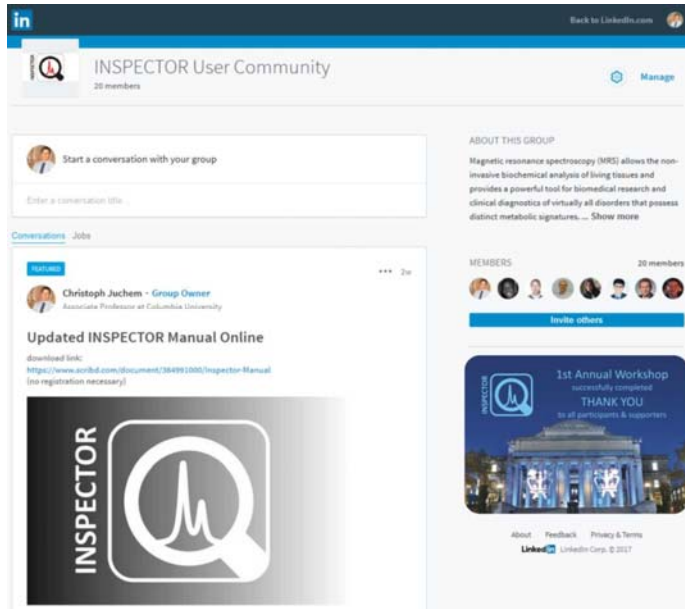 in
Back to LinkedIn.com
INSPECTOR
INSPECTOR User Community
20 members
Manage
Start a conversation with your group
Enter a conversation title...
Conversations Jobs
FEATURED
2w
Christoph Juchem - Group Owner
Associate Professor at Columbia University
Updated INSPECTOR Manual Online
download link:
https://www.scribd.com/document/364991000/Inspector-Manual
(no registration necessary)
INSPECTOR
ABOUT THIS GROUP
Magnetic resonance spectroscopy (MRS) allows the non-
invasive biochemical analysis of living tissues and
provides a powerful tool for biomedical research and
clinical diagnostics of virtually all disorders that possess
distinct metabolic signatures. ... Show more
MEMBERS 20 members
Invite others
INSPECTOR
1st Annual Workshop
successfully completed
THANK YOU
to all participants & supporters
About Feedback Privacy & Terms
LinkedIn LinkedIn Corp. © 2017